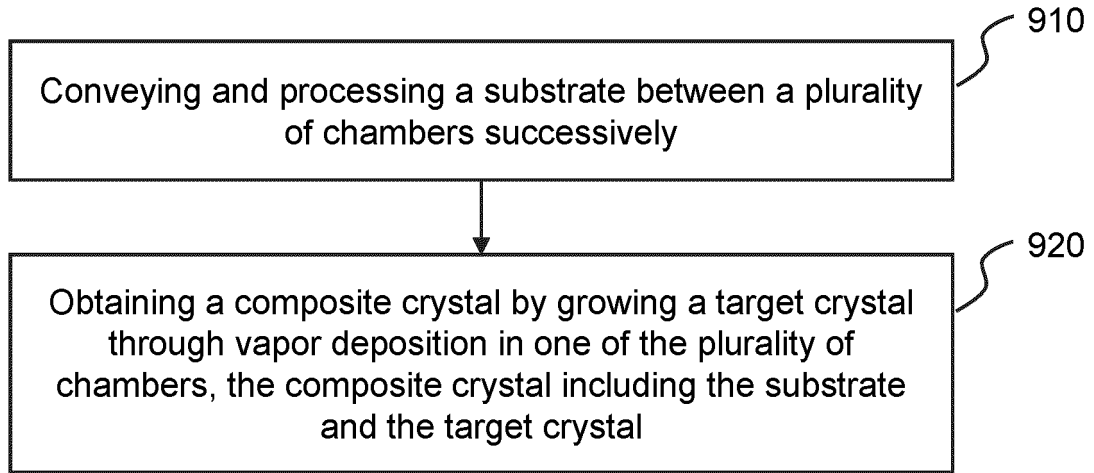 910
Conveying and processing a substrate between a plurality
of chambers successively
920
Obtaining a composite crystal by growing a target crystal
through vapor deposition in one of the plurality of
chambers, the composite crystal including the substrate
and the target crystal